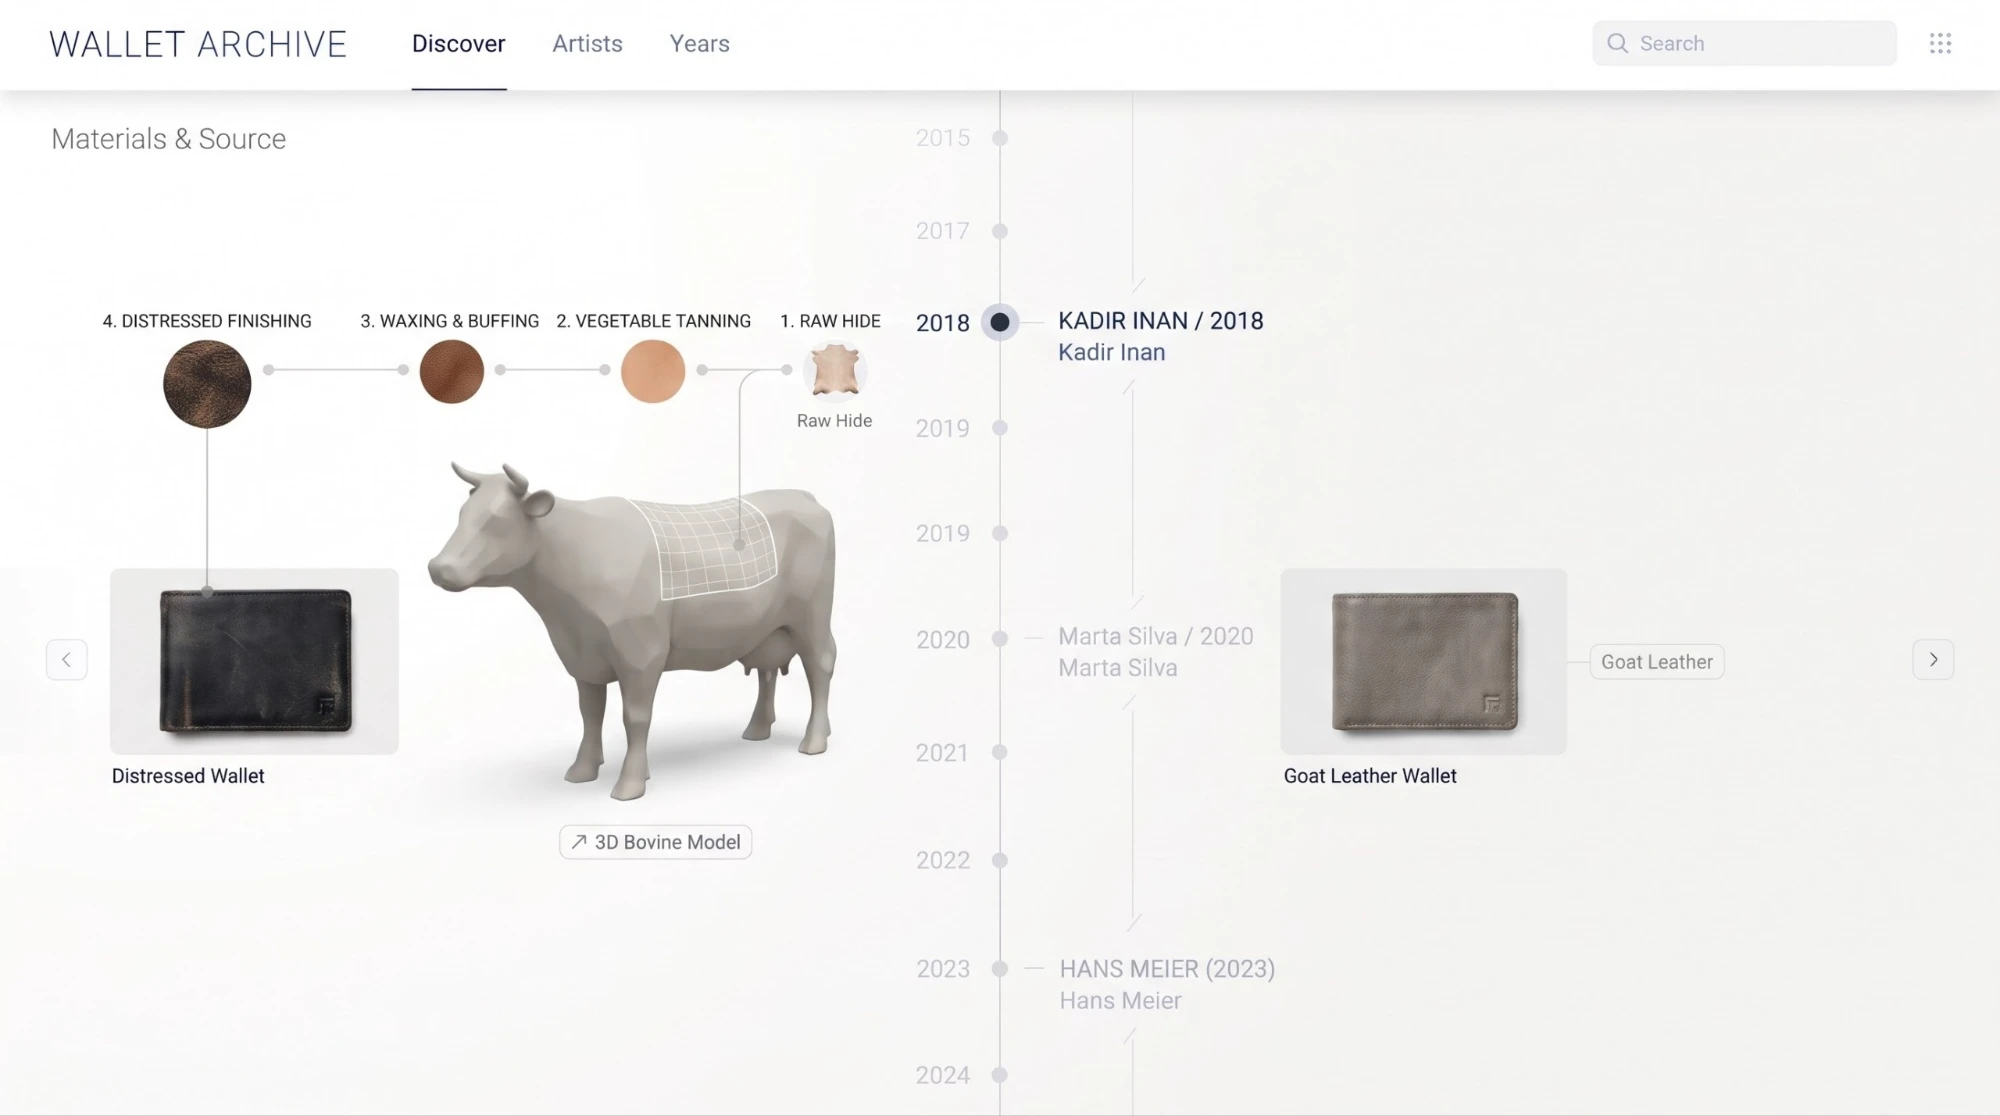 WALLET ARCHIVE
Discover
Artists
Years
Search
Materials & Source
4. DISTRESSED FINISHING
3. WAXING & BUFFING
2. VEGETABLE TANNING
1. RAW HIDE
Raw Hide
Distressed Wallet
3D Bovine Model
2015
2017
2018
2019
2019
2020
2021
2022
2023
2024
KADIR INAN / 2018
Kadir Inan
Marta Silva / 2020
Marta Silva
HANS MEIER (2023)
Hans Meier
Goat Leather
Goat Leather Wallet